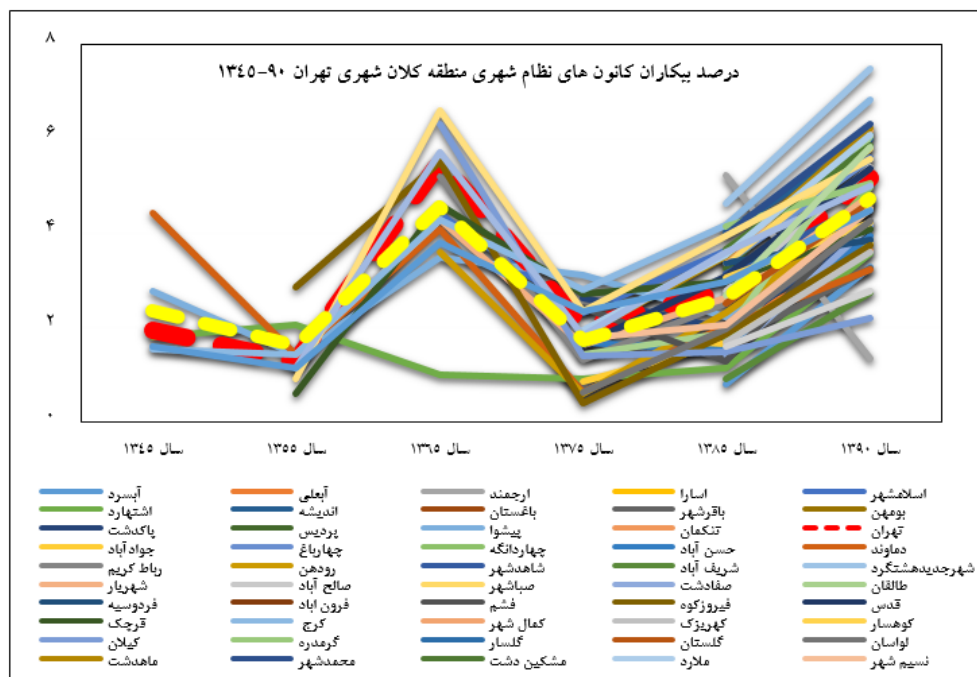 درصد بیکاران کانون های نظام شهری منطقه کلان شهری تهران ۹۰-۱۳۴۵
۸
۶
۴
۲
۰
سال ۱۳۴۵ سال ۱۳۵۵ سال ۱۳۶۵ سال ۱۳۷۵ سال ۱۳۸۵ سال ۱۳۹۰
آبسرد آبعلی ارجمند اسارا اسلامشهر
اشتهارد اندیشه باغستان باقرشهر بومهن
پاکدشت پردیس پیشوا تنکمان تهران
جوادآباد چهارباغ چهاردانگه حسن آباد دماوند
رباط کریم رودهن شاهدشهر شریف آباد شهرجدیدهشتگرد
شهریار صالح آباد صباشهر صفادشت طالقان
فردوسیه فرون اباد فشم فیروزکوه قدس
قرچک کرج کمال شهر کهریزک کوهسار
کیلان گرمدره گلسار گلستان لواسان
ماهدشت محمدشهر مشکین دشت ملارد نسیم شهر